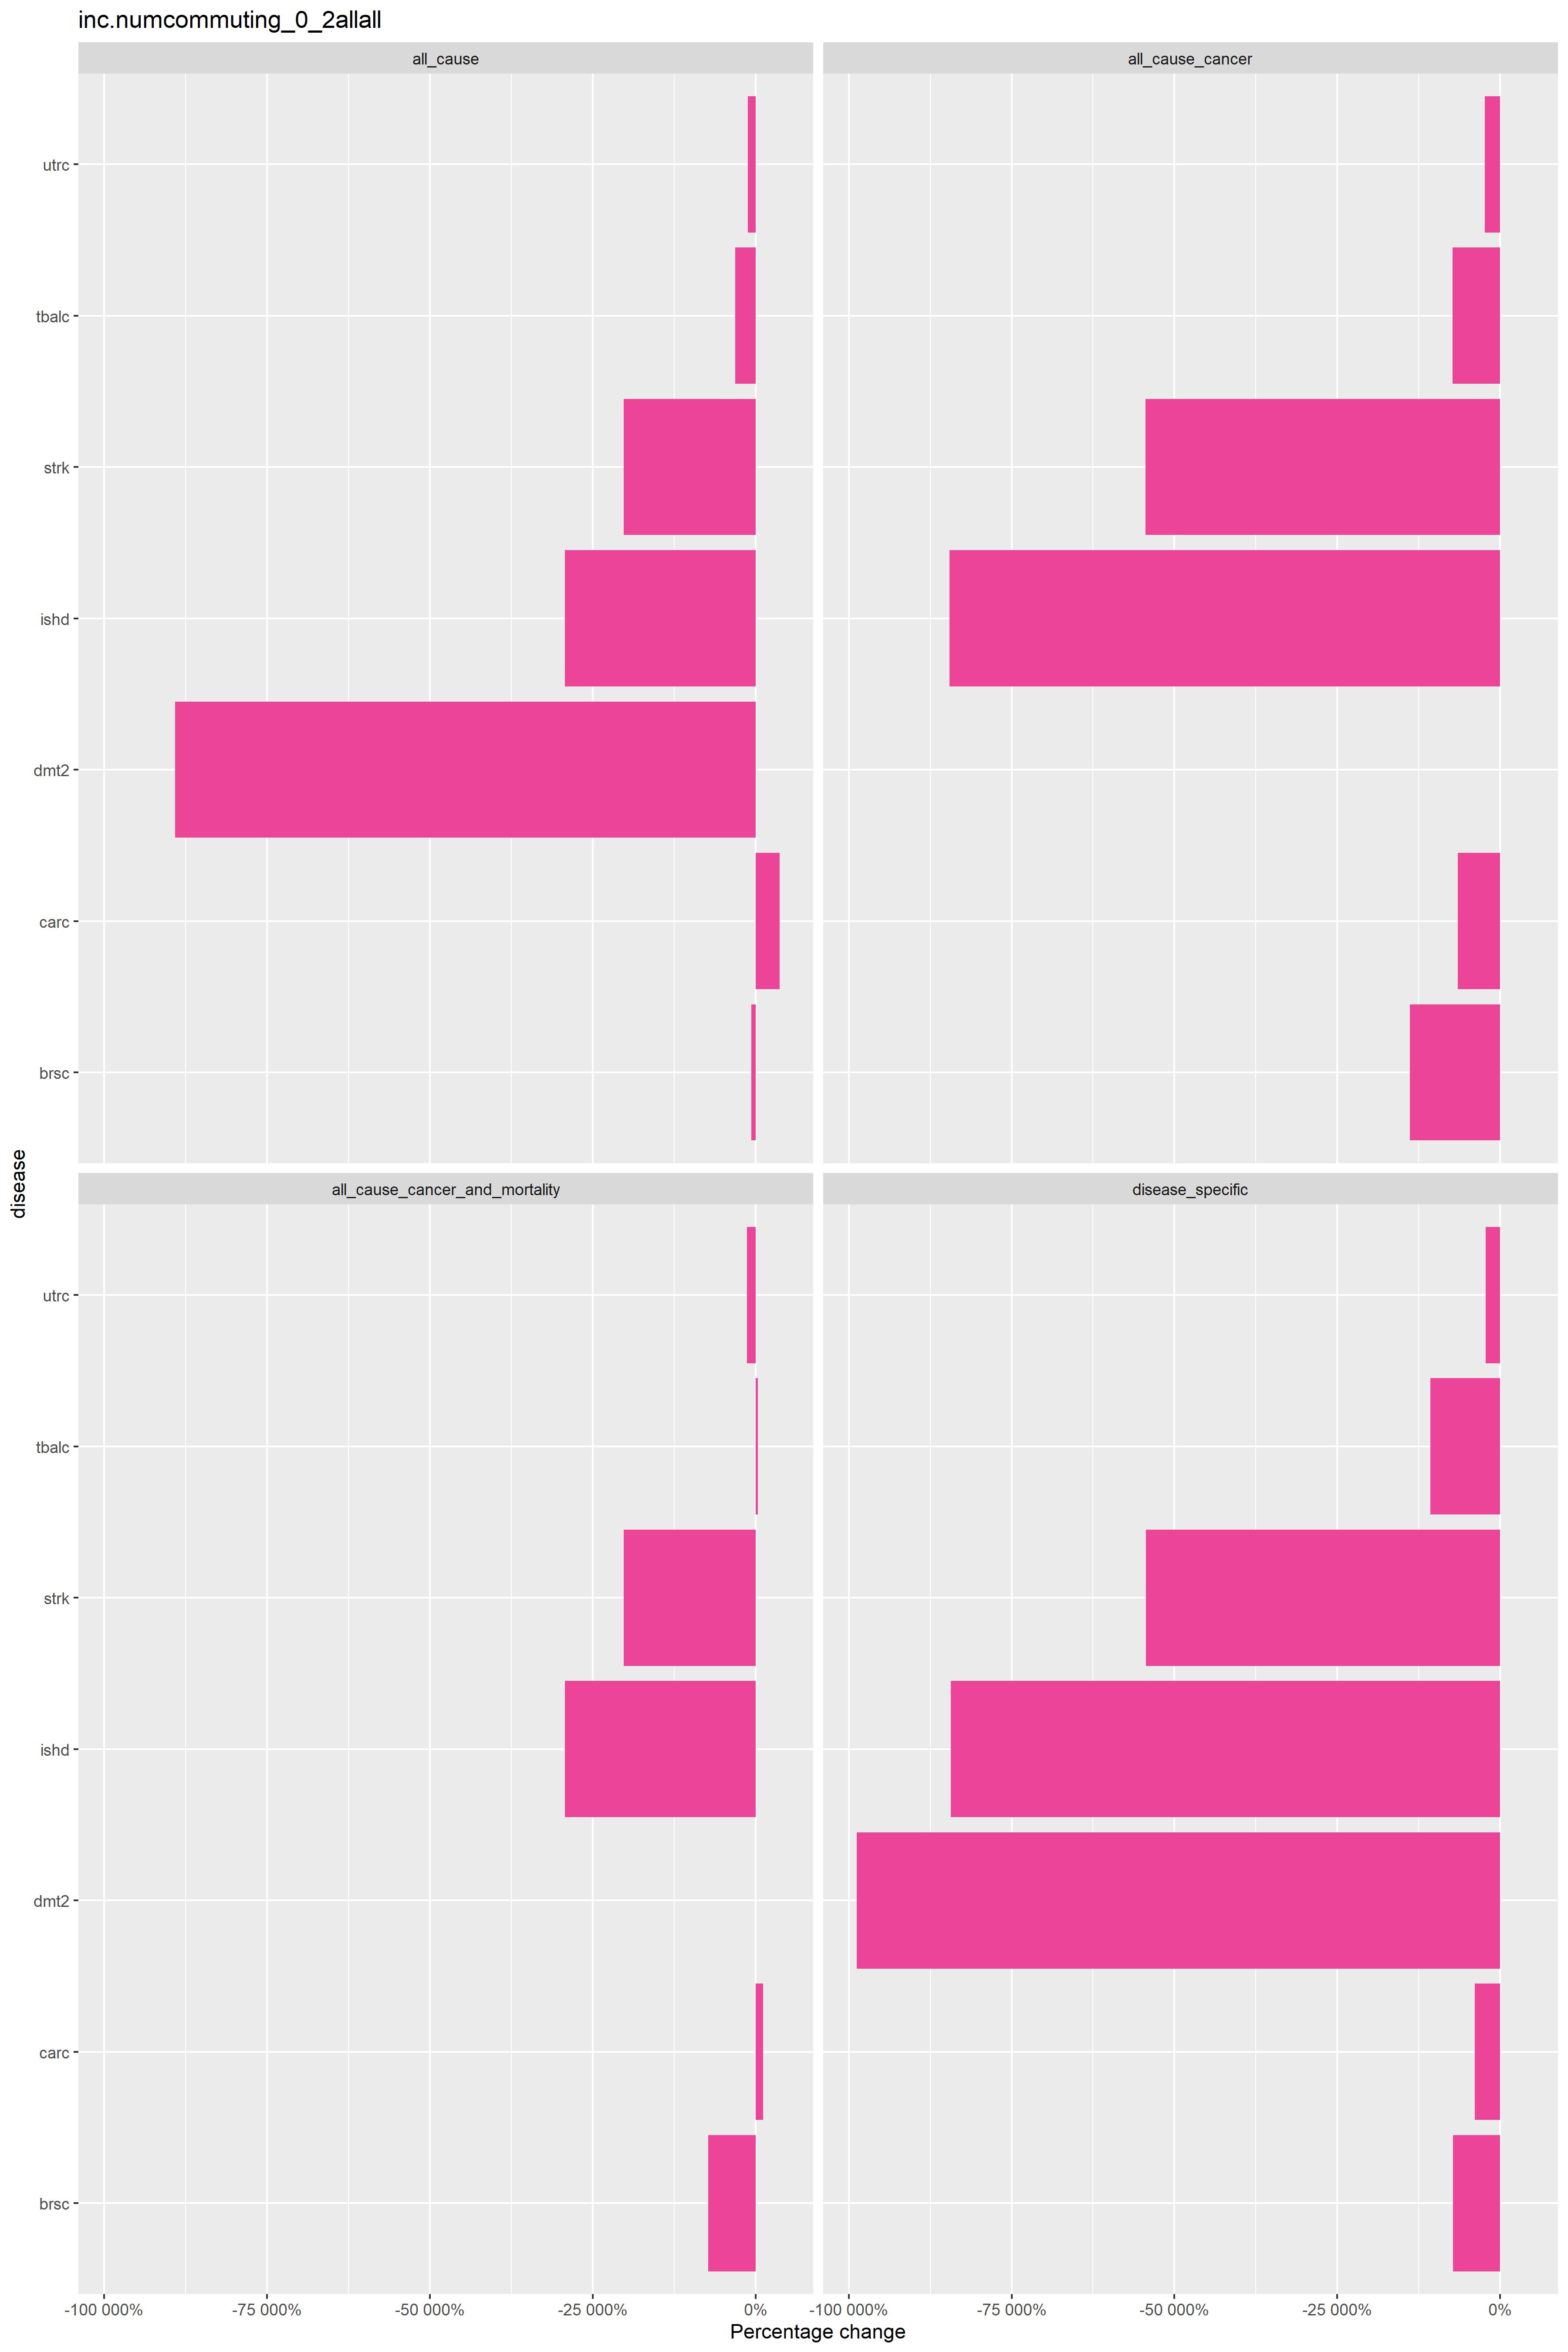 inc.numcommuting_0_2allall
all_cause
all_cause_cancer
utrc
tbalc
strk
ishd
dmt2
carc
brsc
disease
all_cause_cancer_and_mortality
disease_specific
utrc
tbalc
strk
ishd
dmt2
carc
brsc
-100 000% -75 000% -50 000% -25 000% 0% -100 000% -75 000% -50 000% -25 000% 0%
Percentage change